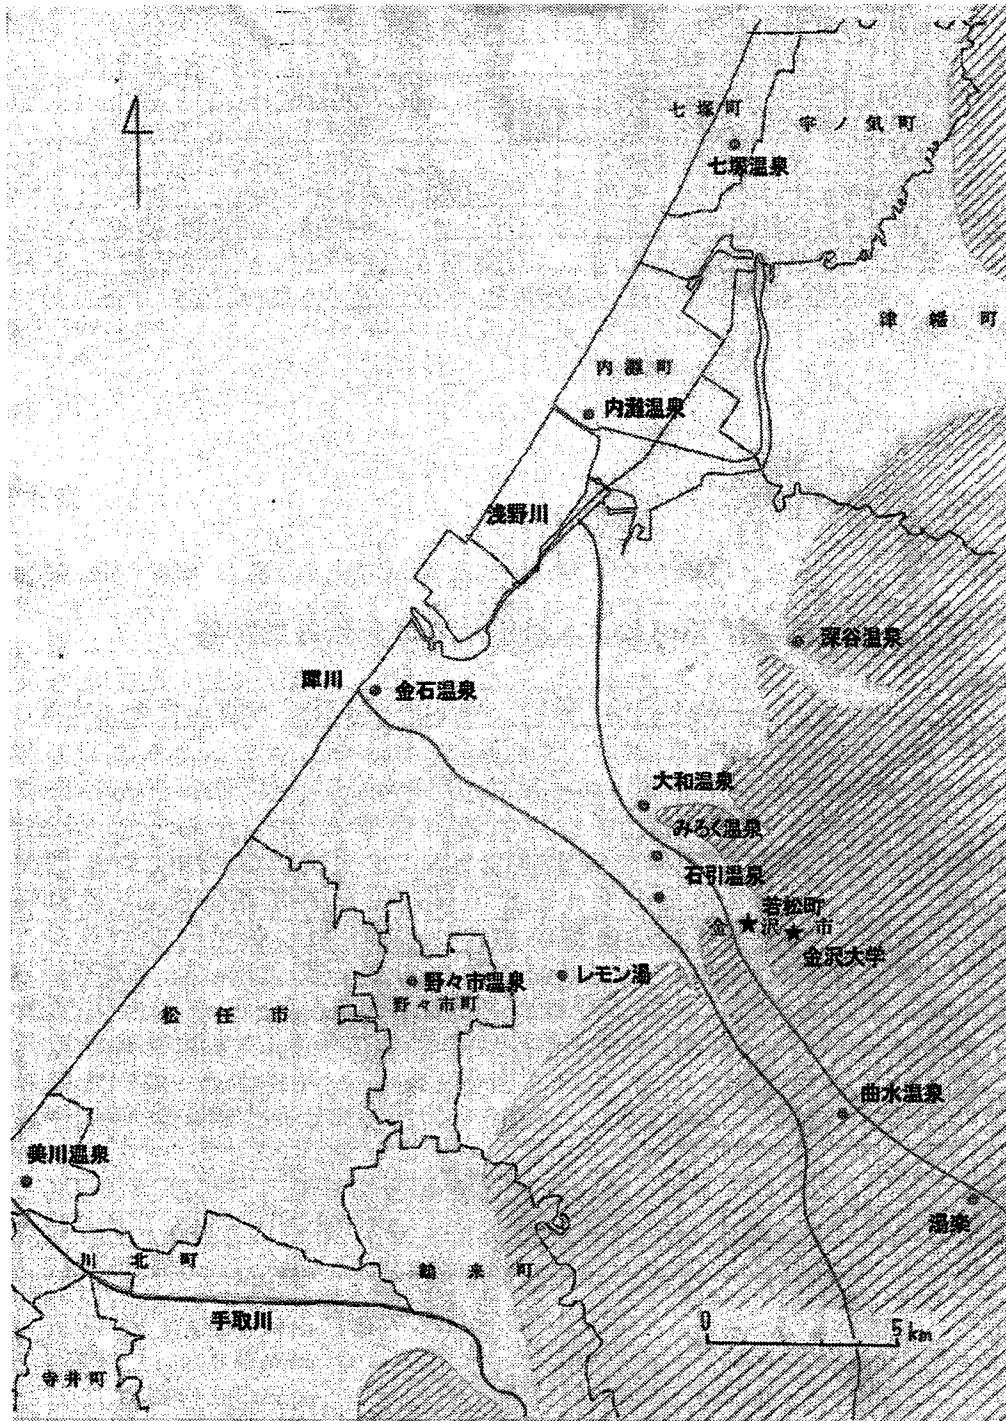 七塚町
宇ノ気町
七塚温泉
津幡町
内灘町
内灘温泉
浅野川
深谷温泉
犀川
金石温泉
大和温泉
みろく温泉
石引温泉
若松町
金沢市
金沢大学
野々市温泉
レモン湯
野々市町
松任市
曲水温泉
美川温泉
湯楽
川北町
鶴来町
0 5km
手取川
寺井町